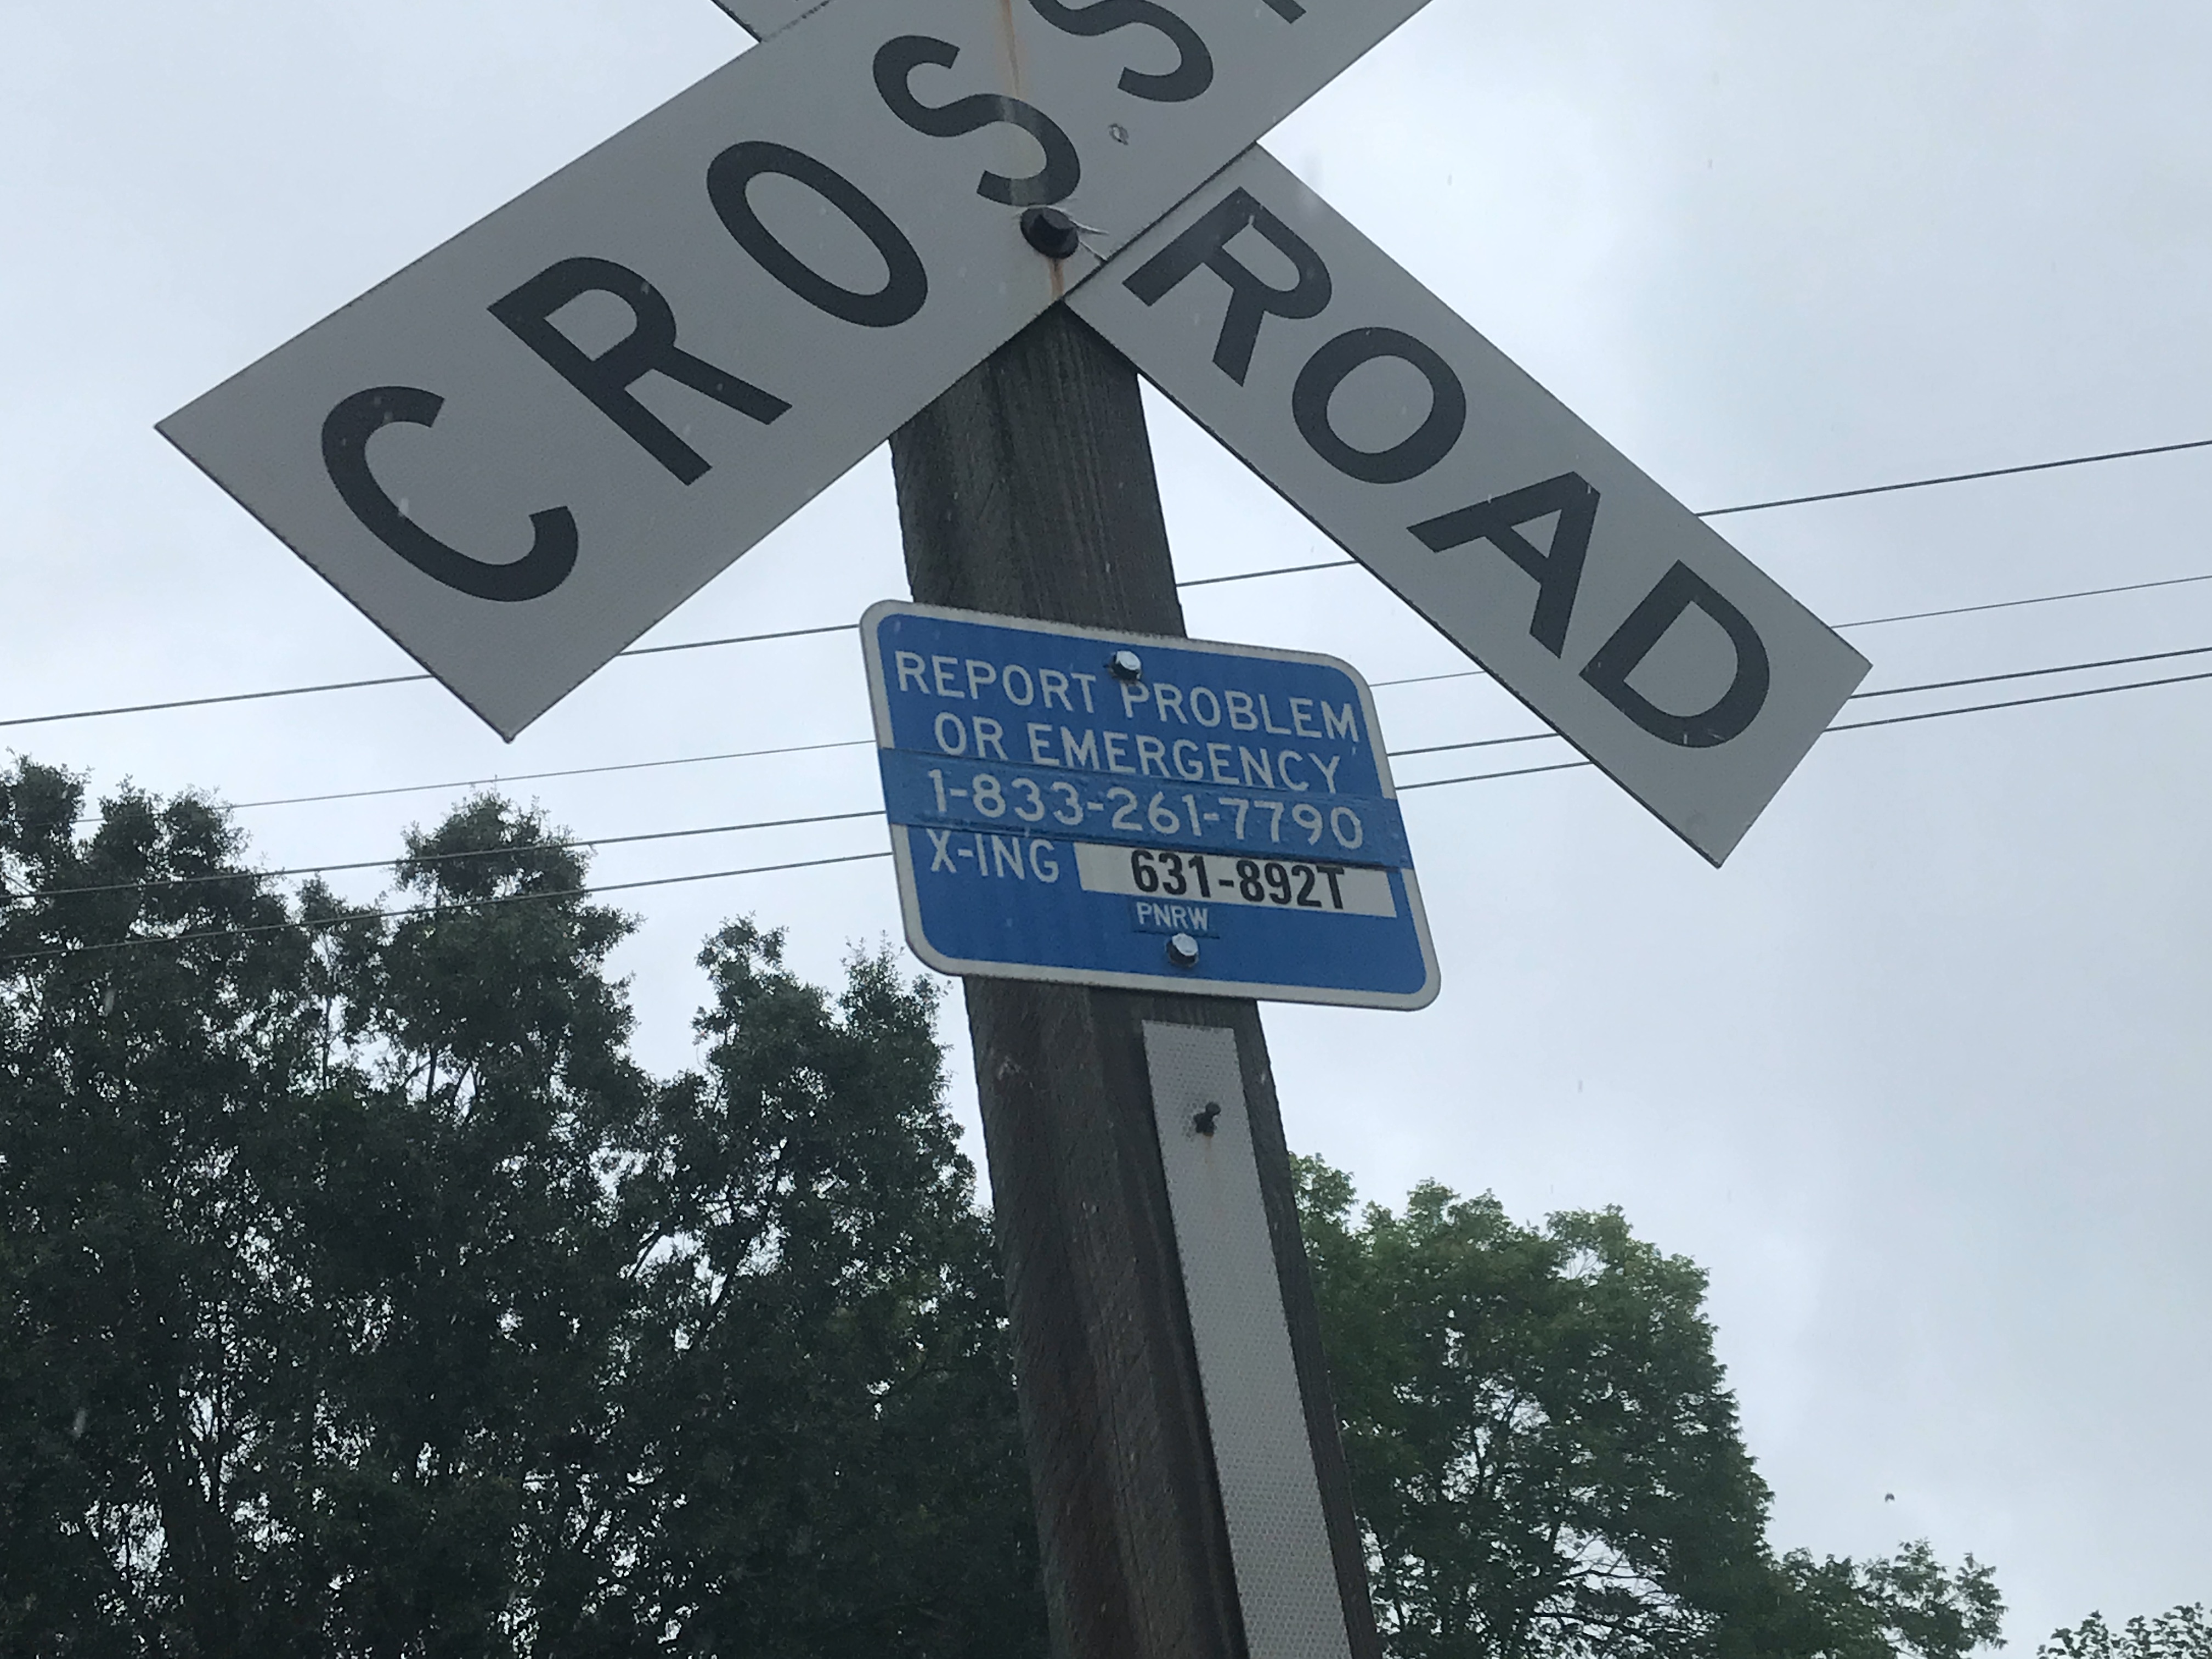 CROSS
ROAD
REPORT PROBLEM
OR EMERGENCY
1-833-261-7790
X-ING 631-892T
PNRW